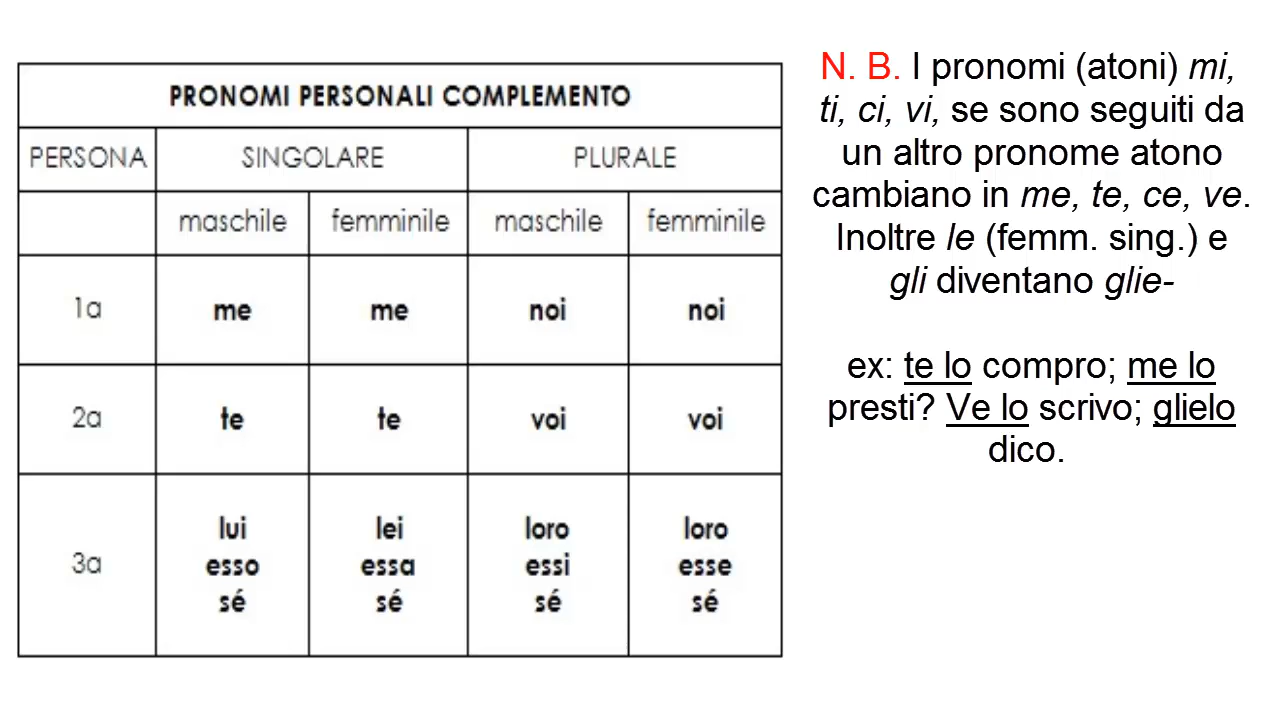 PRONOMI PERSONALI COMPLEMENTO
PERSONA SINGOLARE PLURALE
maschile femminile maschile femminile
1a me me noi noi
2a te te voi voi
lui lei loro loro
3a esso essa essi esse
sé sé sé sé
N. B. I pronomi (atoni) mi,
ti, ci, vi, se sono seguiti da
un altro pronome atono
cambiano in me, te, ce, ve.
Inoltre le (femm. sing.) e
gli diventano glie-
ex: te lo compro; me lo
presti? Ve lo scrivo; glielo
dico.